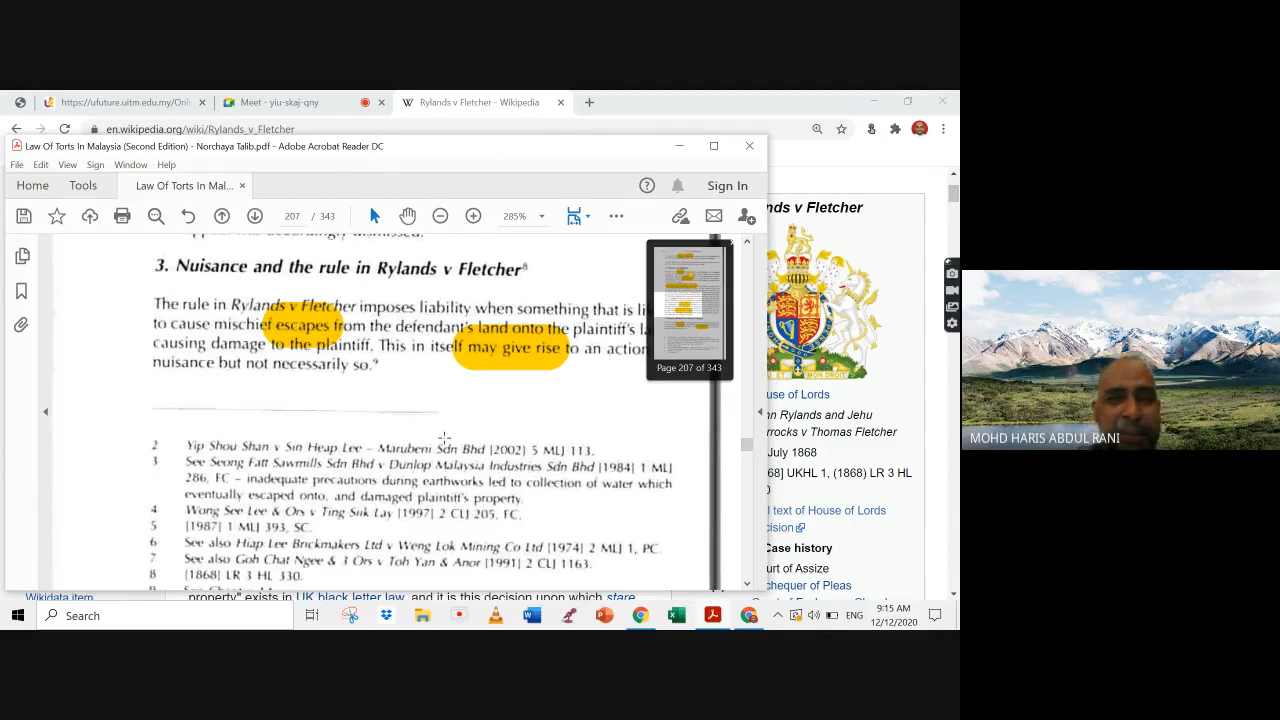 https://ufuture.uitm.edu.my/Onli
Meet - yiu-skaj-qny
Rylands v Fletcher - Wikipedia
en.wikipedia.org/wiki/Rylands_v_Fletcher
Law Of Torts In Malaysia (Second Edition) - Norchaya Talib.pdf - Adobe Acrobat Reader DC
File Edit View Sign Window Help
Home Tools Law Of Torts In Mal... Sign In
207 / 343 285%
appeal was accordingly dismissed.
3. Nuisance and the rule in Rylands v Fletcher⁸
The rule in Rylands v Fletcher imposes liability when something that is li
to cause mischief escapes from the defendant's land onto the plaintiff's la
causing damage to the plaintiff. This in itself may give rise to an action
nuisance but not necessarily so.⁹
2 Yip Shou Shan v Sin Heap Lee – Marubeni Sdn Bhd [2002] 5 MLJ 113.
3 See Seong Fatt Sawmills Sdn Bhd v Dunlop Malaysia Industries Sdn Bhd [1984] 1 MLJ
286, FC – inadequate precautions during earthworks led to collection of water which
eventually escaped onto, and damaged plaintiff's property.
4 Wong See Lee & Ors v Ting Suk Lay [1997] 2 CLJ 205, FC.
5 [1987] 1 MLJ 393, SC.
6 See also Hiap Lee Brickmakers Ltd v Weng Lok Mining Co Ltd [1974] 2 MLJ 1, PC.
7 See also Goh Chat Ngee & 3 Ors v Toh Yan & Anor [1991] 2 CLJ 1163.
8 [1868] LR 3 HL 330.
Page 207 of 343
nds v Fletcher
use of Lords
nn Rylands and Jehu
rrocks v Thomas Fletcher
July 1868
68] UKHL 1, (1868) LR 3 HL
0
l text of House of Lords
cision
Case history
urt of Assize
chequer of Pleas
Wikidata item
property" exists in UK black letter law, and it is this decision upon which stare
Search
ENG
9:15 AM
12/12/2020
MOHD HARIS ABDUL RANI